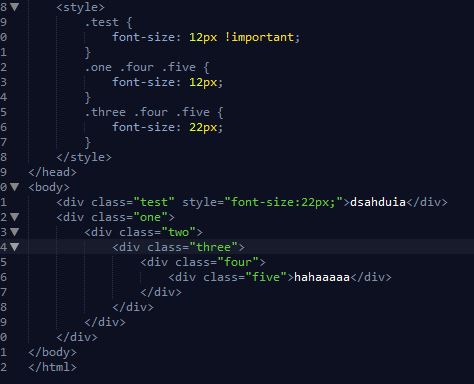 8 <style>
9 .test {
0 font-size: 12px !important;
1 }
2 .one .four .five {
3 font-size: 12px;
4 }
5 .three .four .five {
6 font-size: 22px;
7 }
8 </style>
9 </head>
0 <body>
1 <div class="test" style="font-size:22px;">dsahduia</div>
2 <div class="one">
3 <div class="two">
4 <div class="three">
5 <div class="four">
6 <div class="five">hahaaaaa</div>
7 </div>
8 </div>
9 </div>
0 </div>
1 </body>
2 </html>